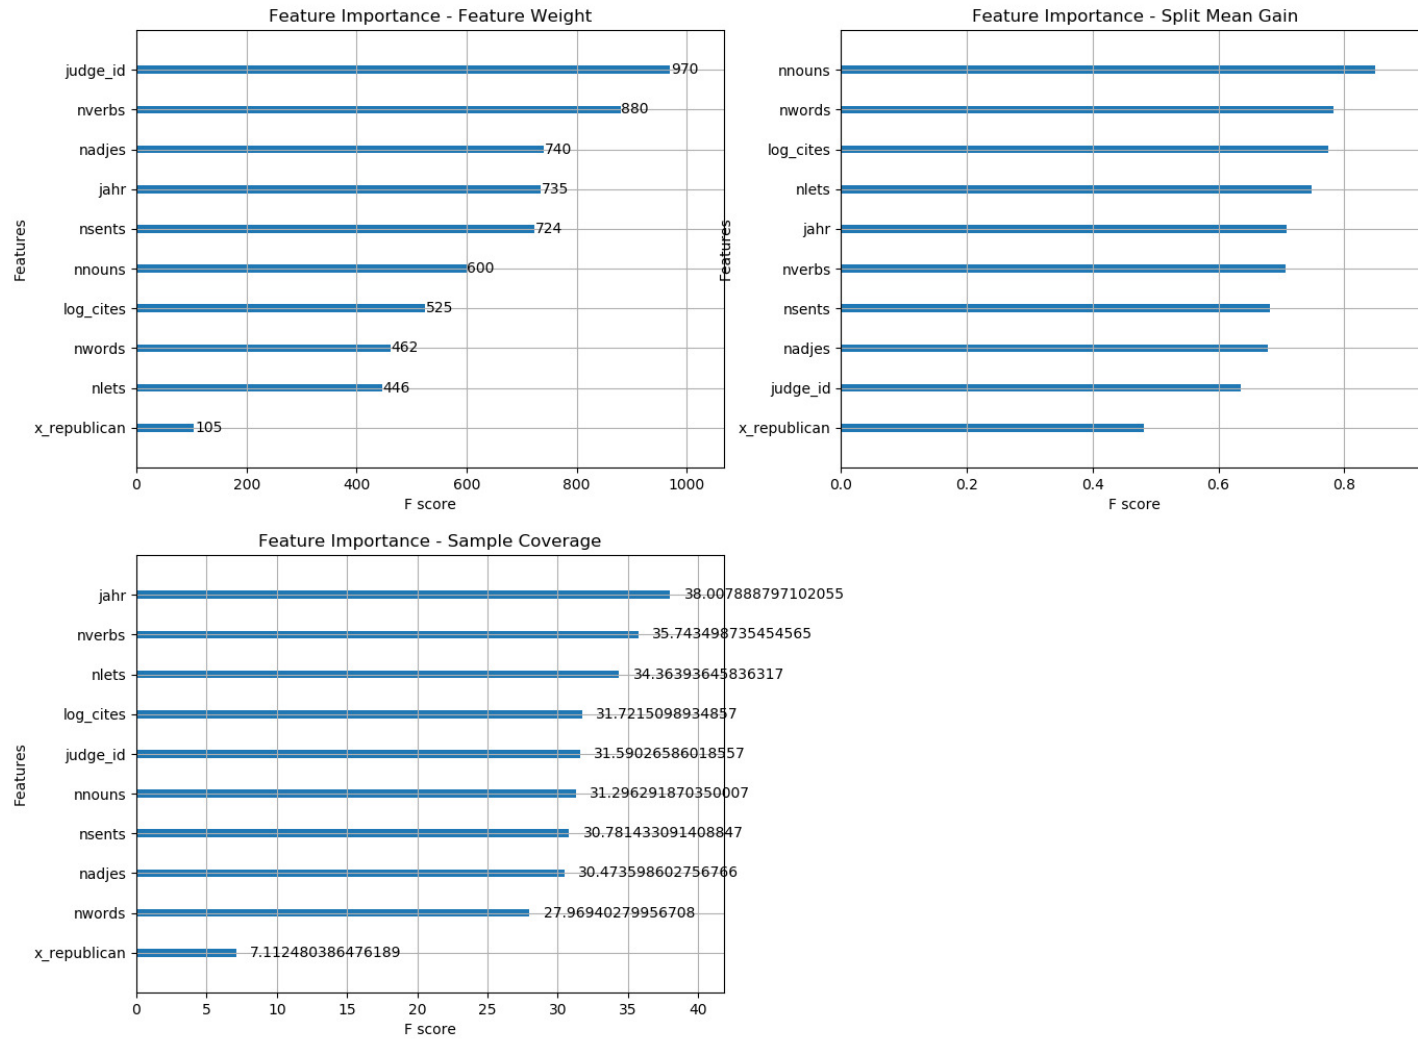 Feature Importance - Feature Weight
judge_id 970
nverbs 880
nadjes 740
jahr 735
nsents 724
nnouns 600
log_cites 525
nwords 462
nlets 446
x_republican 105
Features
0 200 400 600 800 1000
F score
Feature Importance - Split Mean Gain
nnouns
nwords
log_cites
nlets
jahr
nverbs
nsents
nadjes
judge_id
x_republican
Features
0.0 0.2 0.4 0.6 0.8
F score
Feature Importance - Sample Coverage
jahr 38.007888797102055
nverbs 35.743498735454565
nlets 34.36393645836317
log_cites 31.7215098934857
judge_id 31.59026586018557
nnouns 31.296291870350007
nsents 30.781433091408847
nadjes 30.473598602756766
nwords 27.96940279956708
x_republican 7.112480386476189
Features
0 5 10 15 20 25 30 35 40
F score